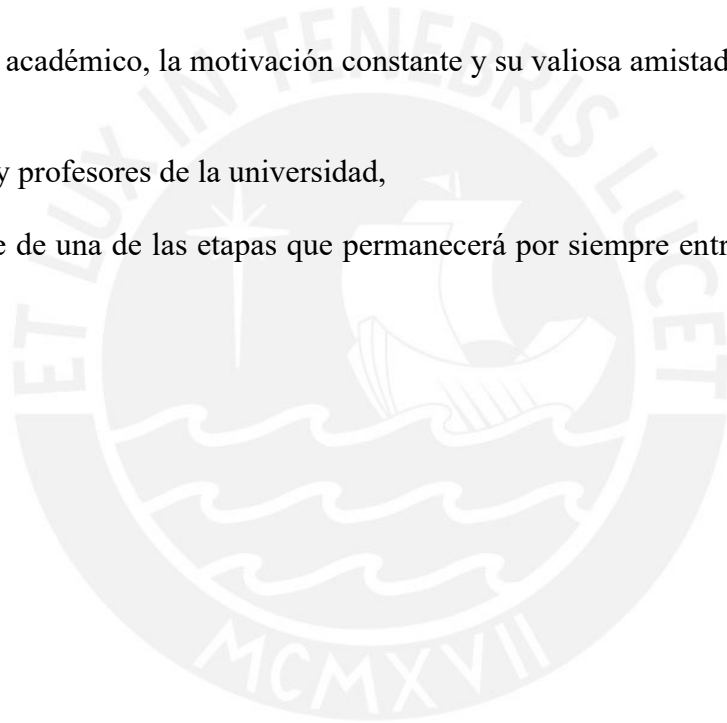 académico, la motivación constante y su valiosa amistad
y profesores de la universidad,
e de una de las etapas que permanecerá por siempre entr
ET LUX IN TENEBRIS LUCET
MCMXVII